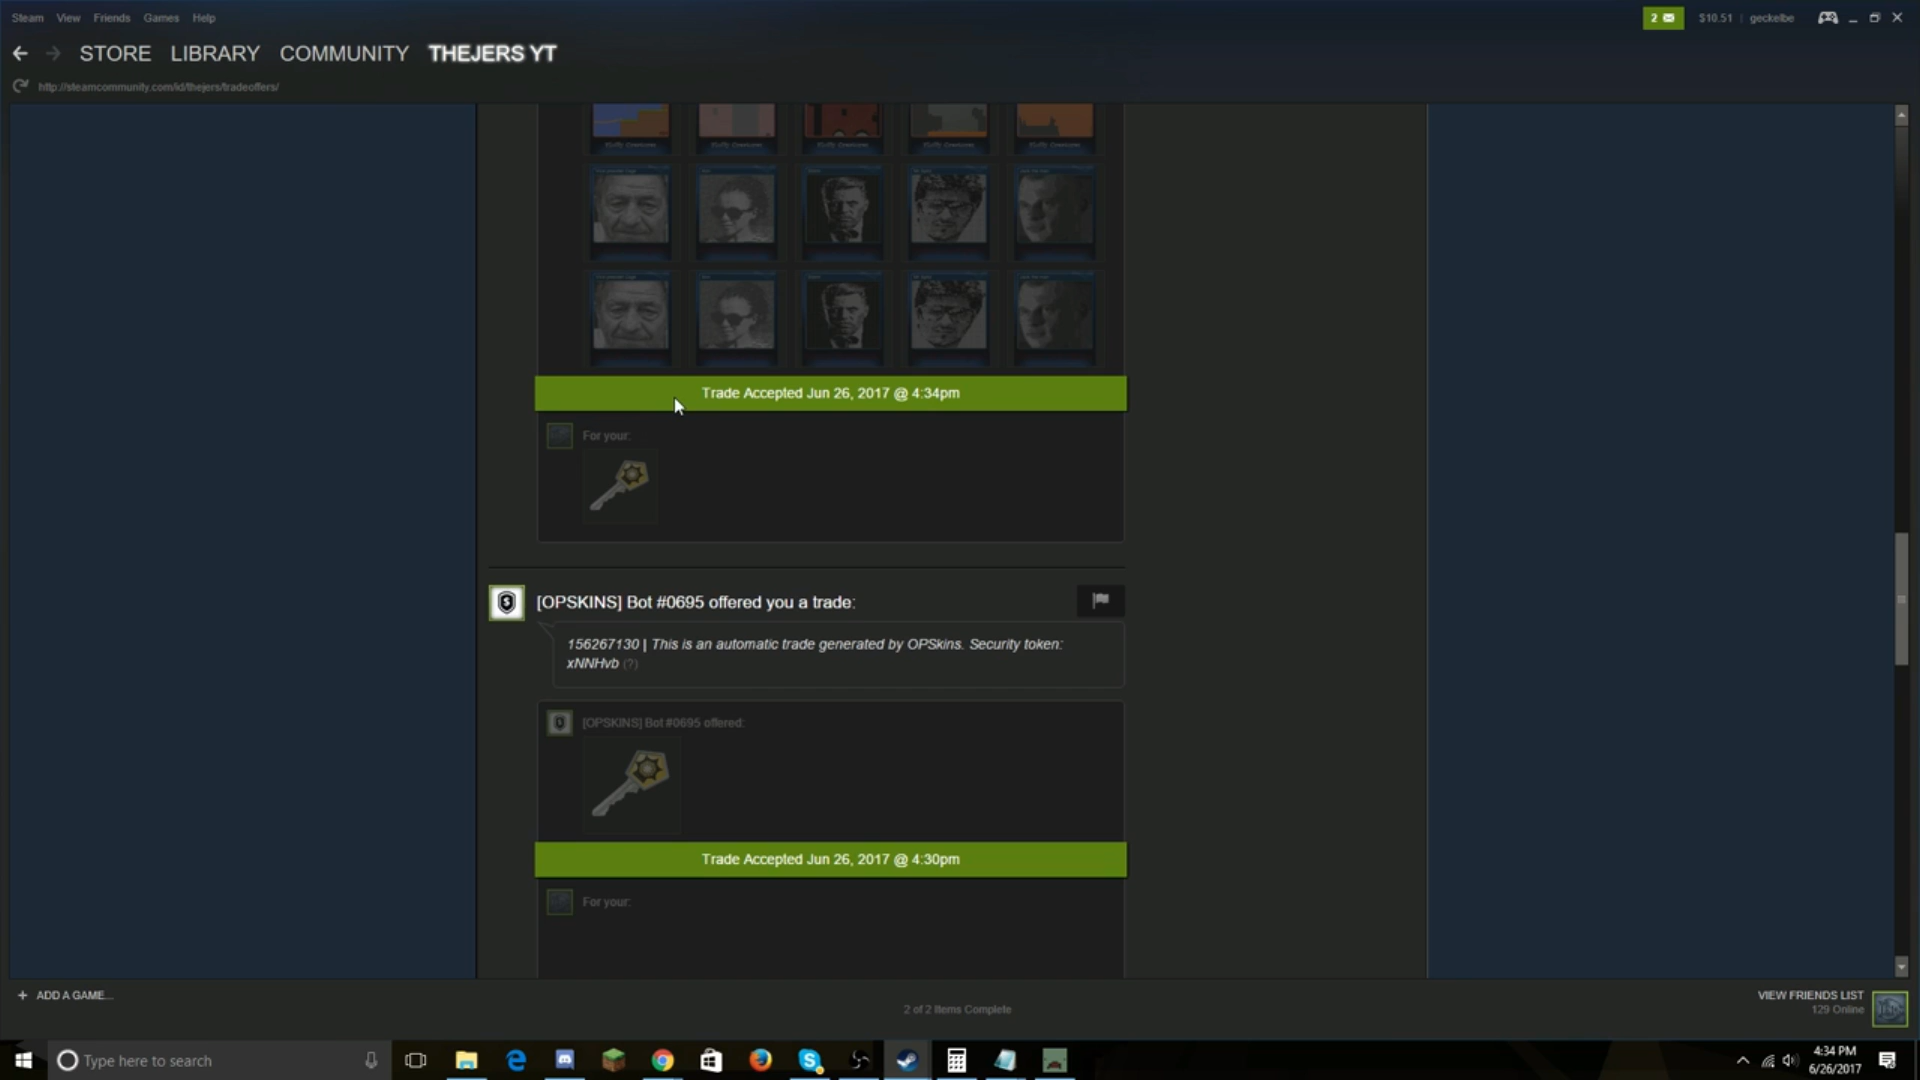 Steam View Friends Games Help
2 $10.51 | geckelbe
STORE LIBRARY COMMUNITY THEJERS YT
http://steamcommunity.com/id/thejers/tradeoffers/
Trade Accepted Jun 26, 2017 @ 4:34pm
For your:
[OPSKINS] Bot #0695 offered you a trade:
156267130 | This is an automatic trade generated by OPSkins. Security token:
xNNHvb (?)
[OPSKINS] Bot #0695 offered:
Trade Accepted Jun 26, 2017 @ 4:30pm
For your:
+ ADD A GAME...
2 of 2 Items Complete
VIEW FRIENDS LIST
129 Online
Type here to search
4:34 PM
6/26/2017